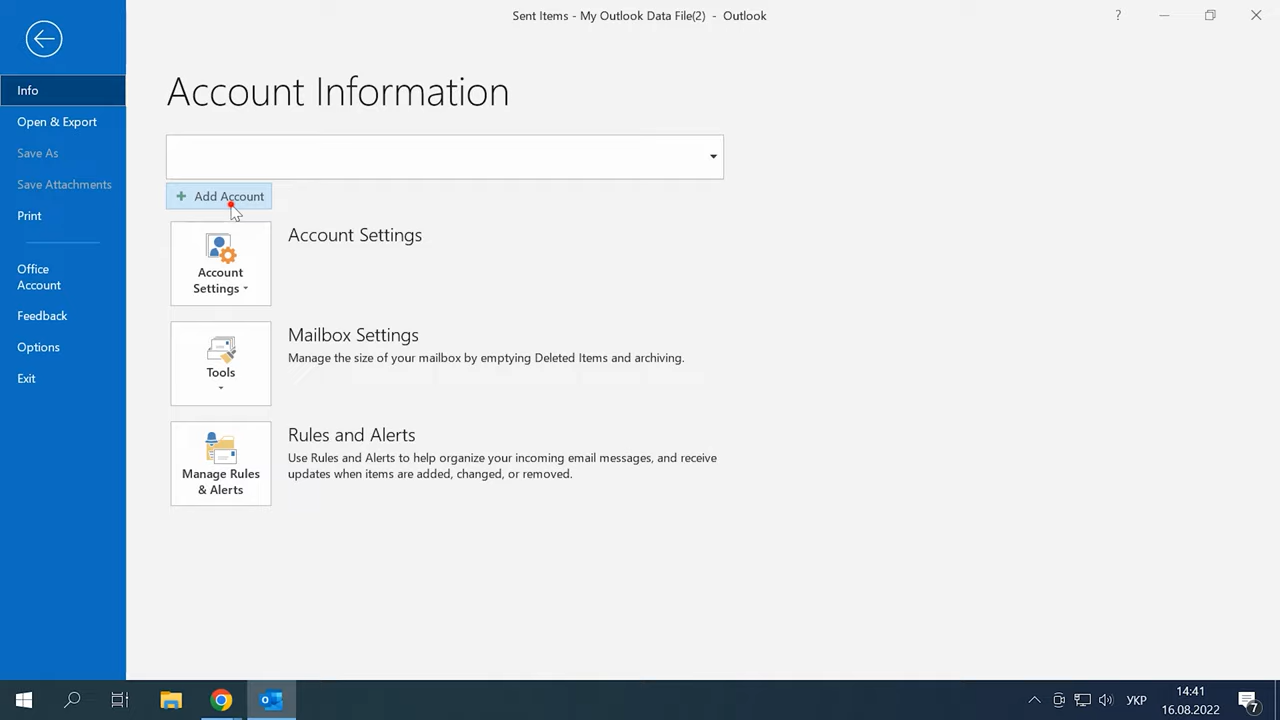 Sent Items - My Outlook Data File(2) - Outlook
?
Info
Open & Export
Save As
Save Attachments
Print
Office
Account
Feedback
Options
Exit
Account Information
+ Add Account
Account
Settings
Account Settings
Tools
Mailbox Settings
Manage the size of your mailbox by emptying Deleted Items and archiving.
Manage Rules
& Alerts
Rules and Alerts
Use Rules and Alerts to help organize your incoming email messages, and receive
updates when items are added, changed, or removed.
УКР
14:41
16.08.2022
7